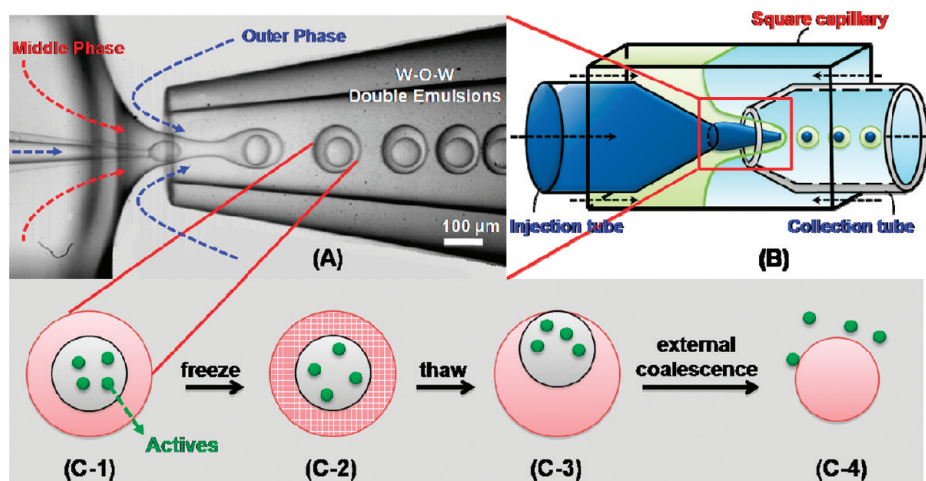 Middle Phase
Outer Phase
W-O-W
Double Emulsions
100 μm
(A)
Square capillary
Injection tube
Collection tube
(B)
freeze
thaw
external
coalescence
Actives
(C-1)
(C-2)
(C-3)
(C-4)